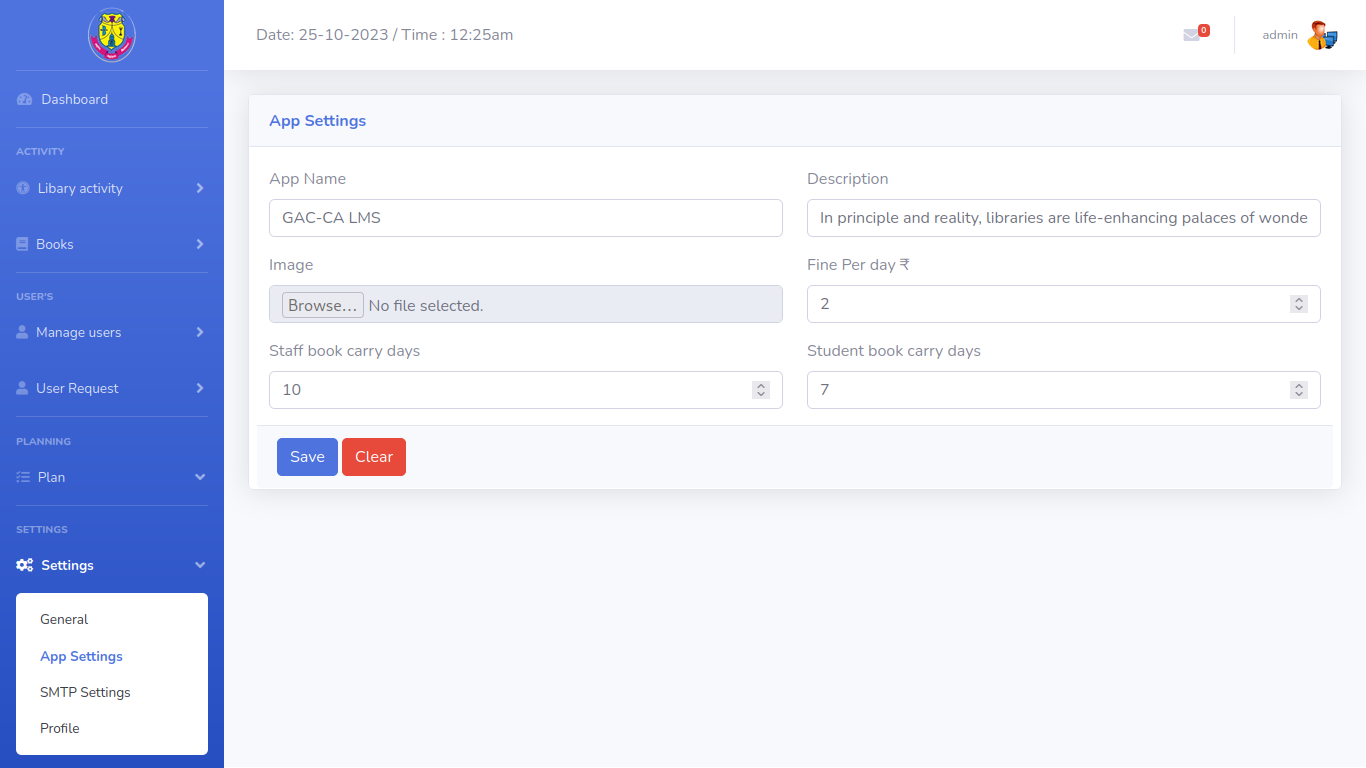 Date: 25-10-2023 / Time : 12:25am
0
admin
Dashboard
ACTIVITY
Libary activity
Books
USER'S
Manage users
User Request
PLANNING
Plan
SETTINGS
Settings
General
App Settings
SMTP Settings
Profile
App Settings
App Name
GAC-CA LMS
Description
In principle and reality, libraries are life-enhancing palaces of wonde
Image
Browse... No file selected.
Fine Per day ₹
2
Staff book carry days
10
Student book carry days
7
Save
Clear